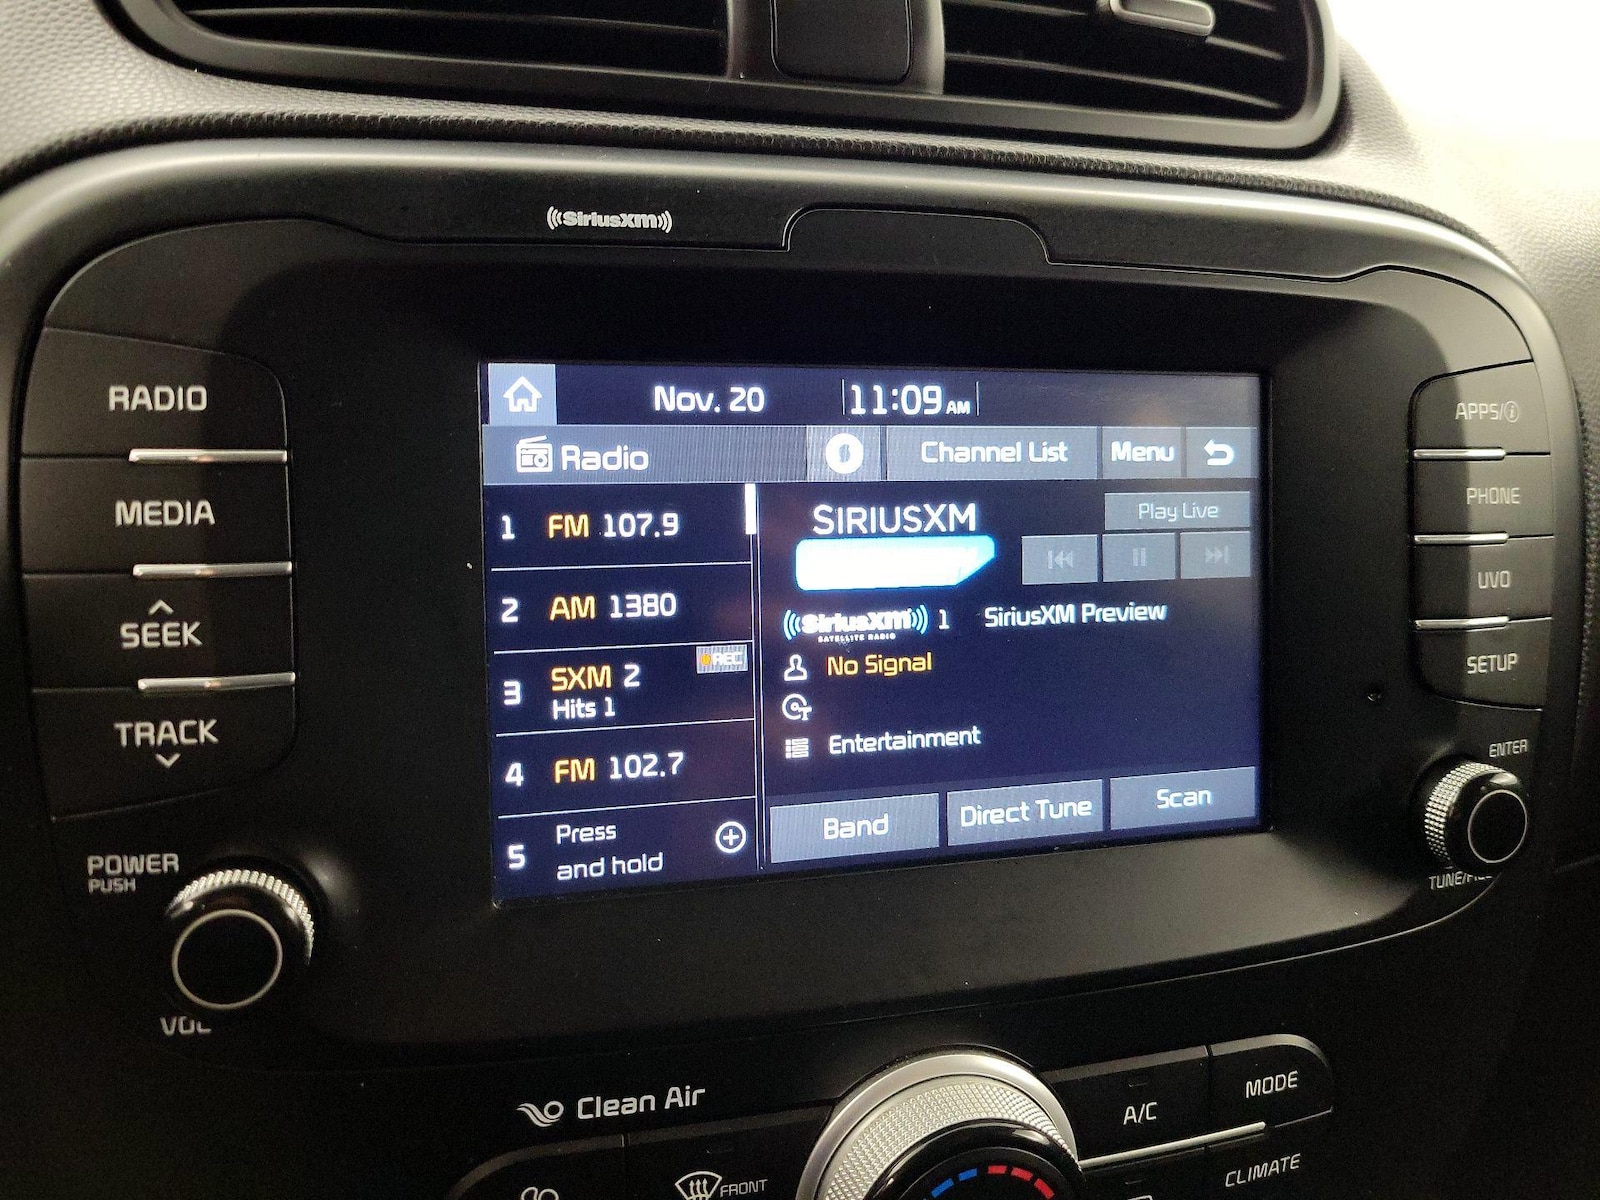 ((SiriusXM))
RADIO
MEDIA
SEEK
TRACK
POWER
PUSH
VOL
Nov. 20
11:09 AM
Radio
Channel List
Menu
1 FM 107.9
2 AM 1380
3 SXM 2
Hits 1
REC
4 FM 102.7
5 Press
and hold
SIRIUSXM
Play Live
((SiriusXM)) 1 SiriusXM Preview
SATELLITE RADIO
No Signal
Entertainment
Band
Direct Tune
Scan
APPS/i
PHONE
UVO
SETUP
ENTER
Clean Air
A/C
MODE
CLIMATE
FRONT